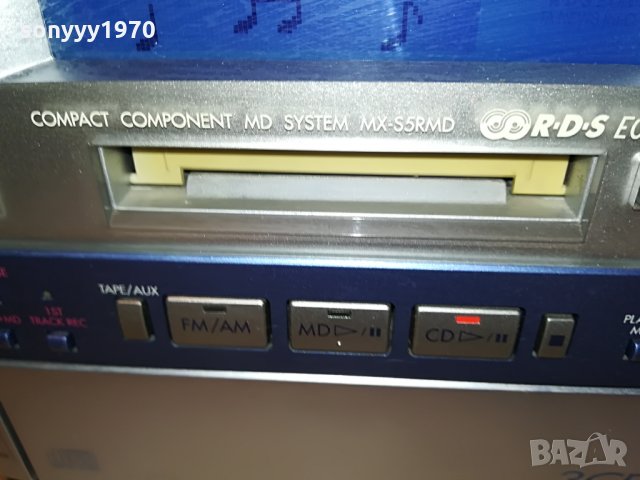 sonyyy1970
COMPACT COMPONENT MD SYSTEM MX-S5RMD
R·D·S
TAPE/AUX
FM/AM
MD ▷/II
CD ▷/II
1ST
TRACK REC
BAZAR
bg